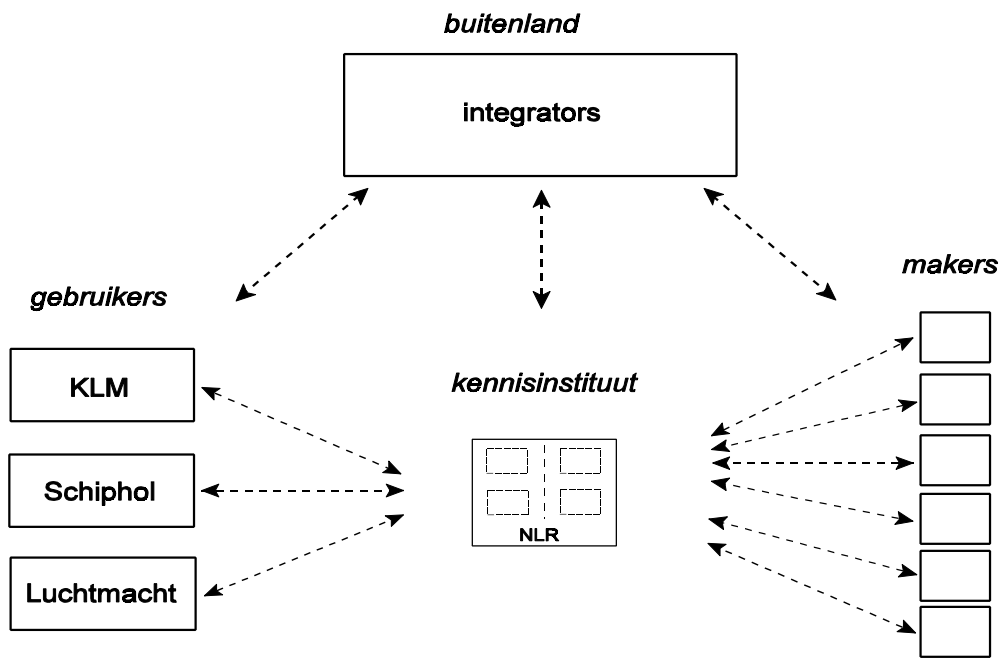 buitenland
integrators
makers
gebruikers
KLM
kennisinstituut
Schiphol
NLR
Luchtmacht